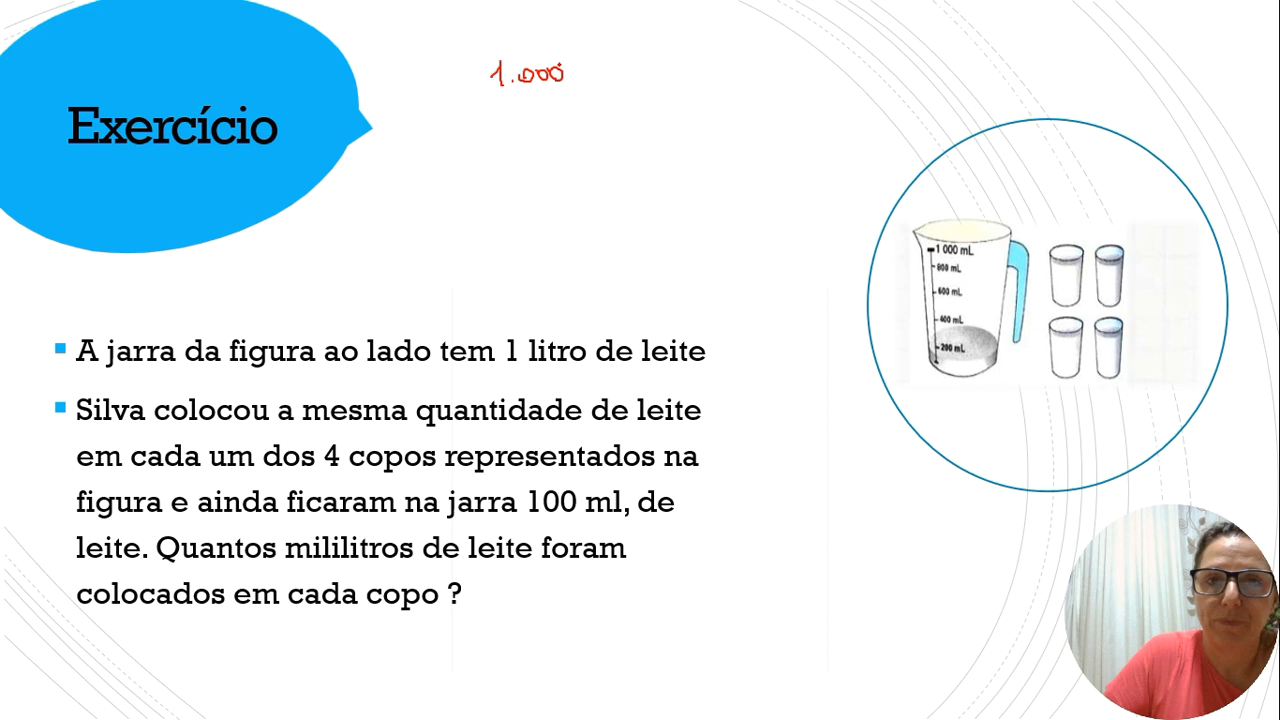 1.000
Exercício
1 000 mL
800 mL
600 mL
400 mL
200 mL
A jarra da figura ao lado tem 1 litro de leite
Silva colocou a mesma quantidade de leite
em cada um dos 4 copos representados na
figura e ainda ficaram na jarra 100 ml, de
leite. Quantos mililitros de leite foram
colocados em cada copo ?